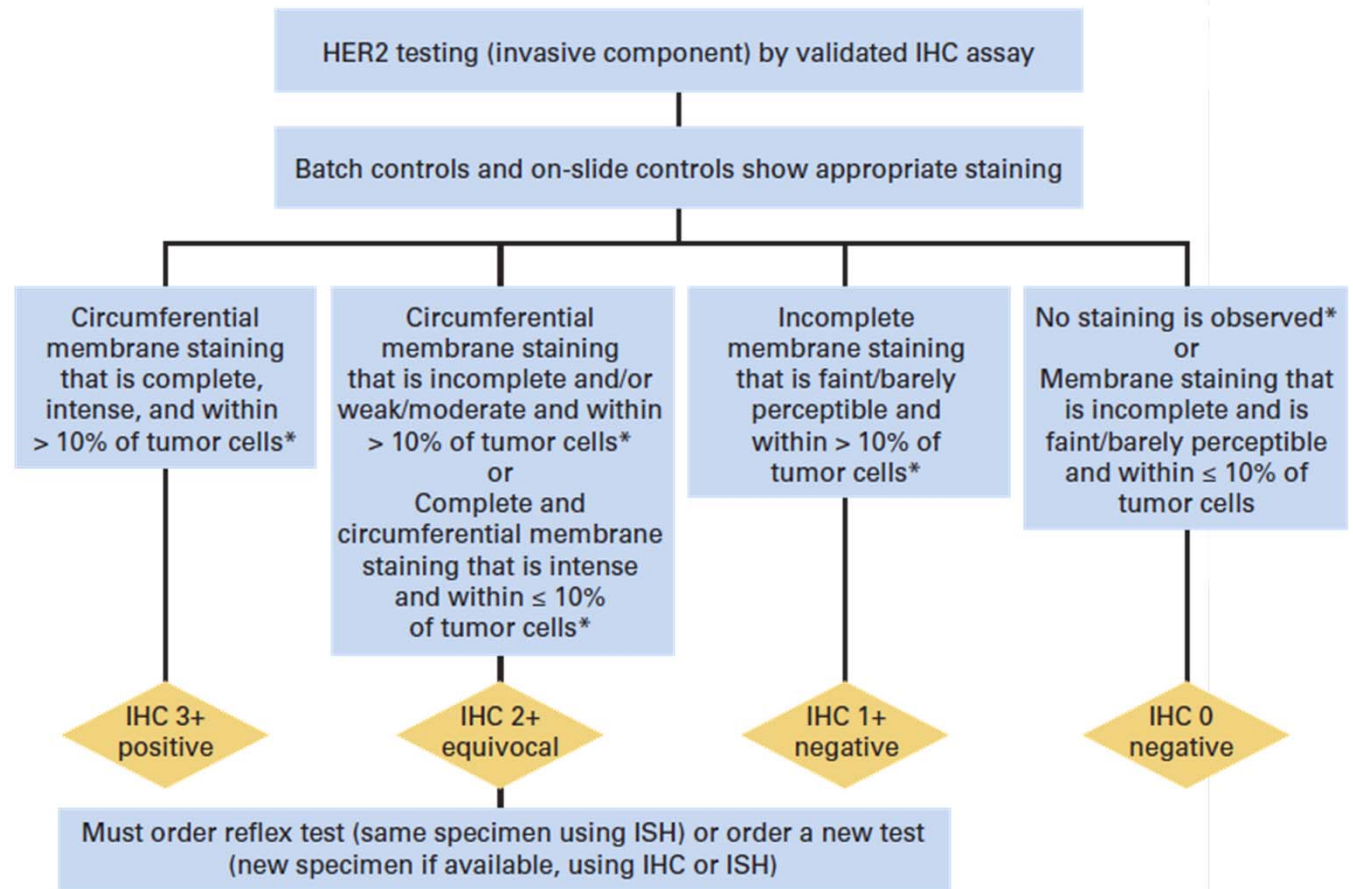 HER2 testing (invasive component) by validated IHC assay
Batch controls and on-slide controls show appropriate staining
Circumferential
membrane staining
that is complete,
intense, and within
> 10% of tumor cells*
Circumferential
membrane staining
that is incomplete and/or
weak/moderate and within
> 10% of tumor cells*
or
Complete and
circumferential membrane
staining that is intense
and within ≤ 10%
of tumor cells*
Incomplete
membrane staining
that is faint/barely
perceptible and
within > 10% of
tumor cells*
No staining is observed*
or
Membrane staining that
is incomplete and is
faint/barely perceptible
and within ≤ 10% of
tumor cells
IHC 3+
positive
IHC 2+
equivocal
IHC 1+
negative
IHC 0
negative
Must order reflex test (same specimen using ISH) or order a new test
(new specimen if available, using IHC or ISH)